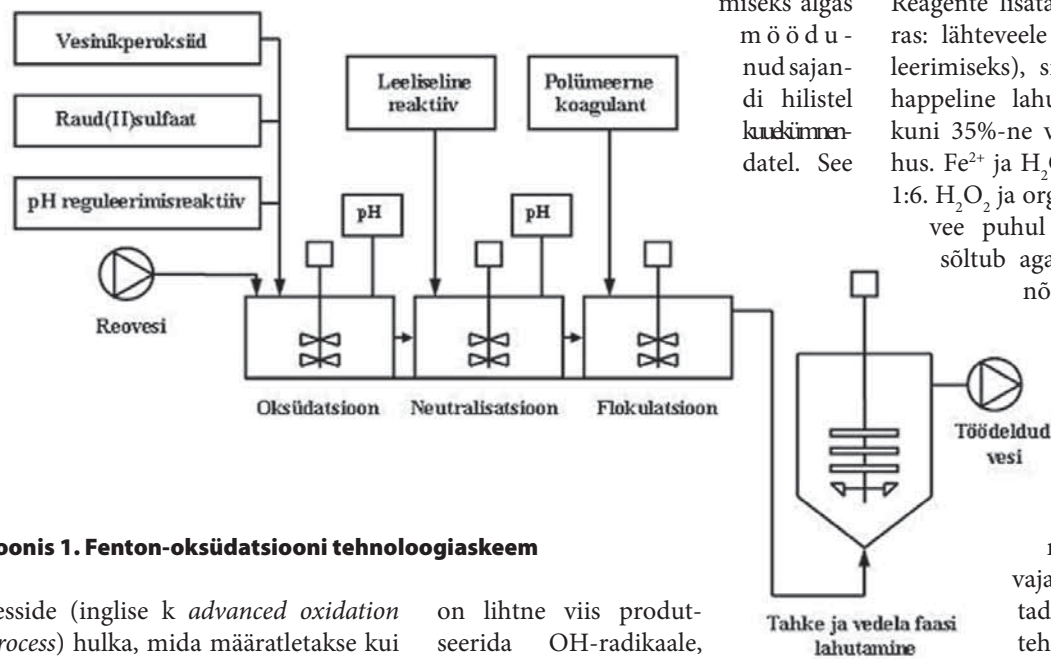 Vesinikperoksiid
Raud(II)sulfaat
pH reguleerimisreaktiiv
Leeliseline
reaktiiv
Polümeerne
koagulant
pH
pH
Reovesi
Oksüdatsioon
Neutralisatsioon
Flokulatsioon
Töödeldud
vesi
Tahke ja vedela faasi
lahutamine
oonis 1. Fenton-oksüdatsiooni tehnoloogiaskeem
esside (inglise k advanced oxidation
rocess) hulka, mida määratletakse kui
on lihtne viis produt-
seerida OH-radikaale,
miseks algas
möödu-
nud sajan-
di hilistel
kuuekümnen-
datel. See
Reagente lisata
ras: lähteveele
leerimiseks), si
happeline lahu
kuni 35%-ne v
hus. Fe²⁺ ja H₂O
1:6. H₂O₂ ja org
vee puhul
sõltub aga
nõ
vaja
tad
teh